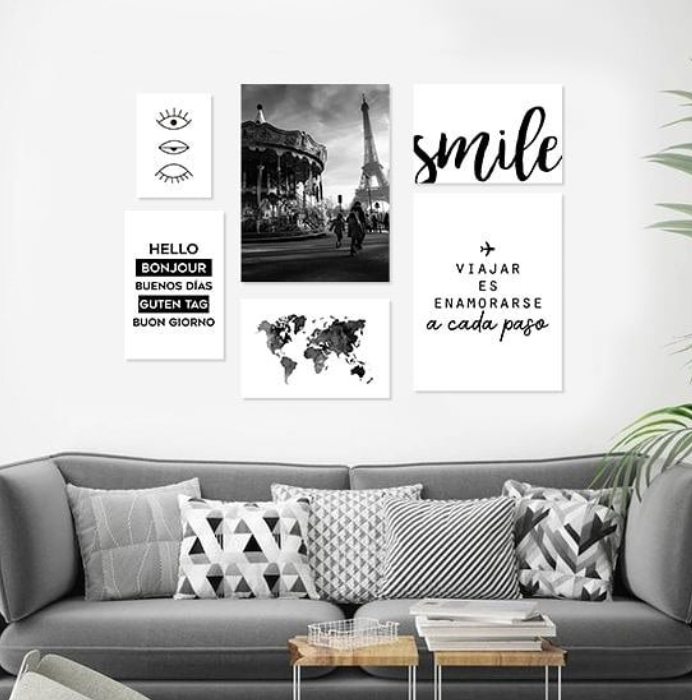 smile
HELLO
BONJOUR
BUENOS DÍAS
GUTEN TAG
BUON GIORNO
VIAJAR
ES
ENAMORARSE
a cada paso